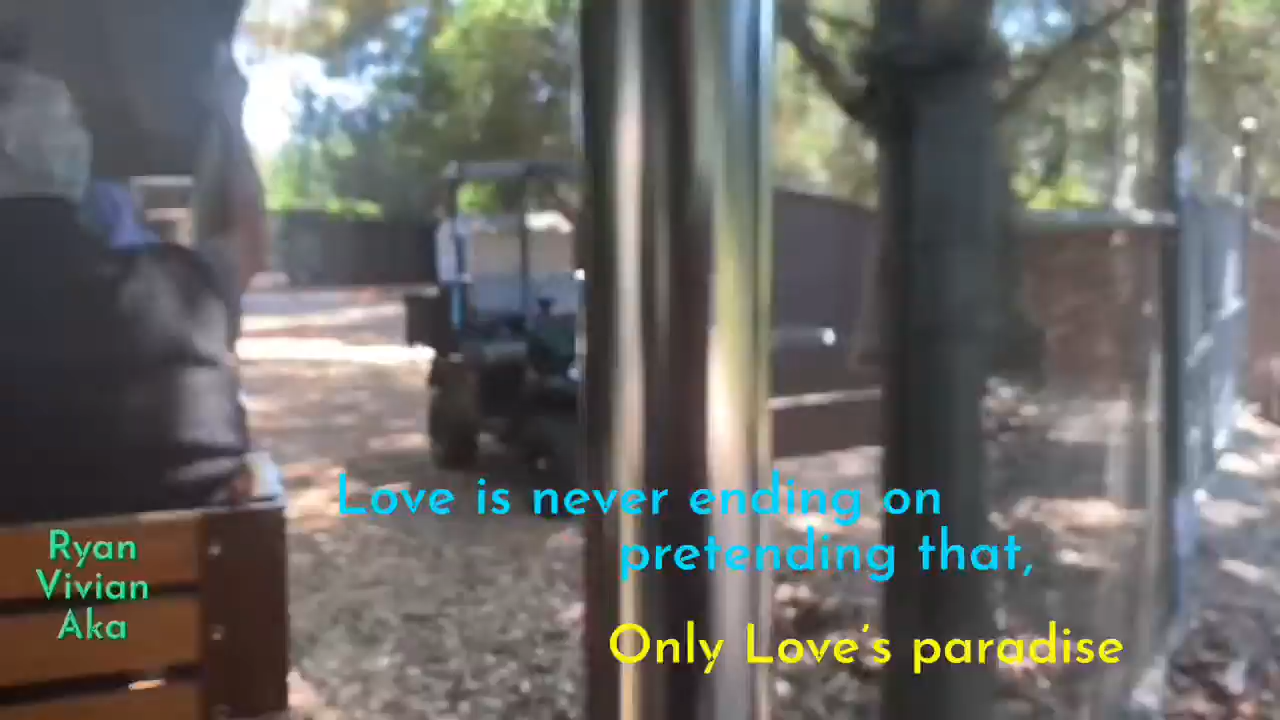 Love is never ending on
pretending that,
Ryan
Vivian
Aka
Only Love's paradise